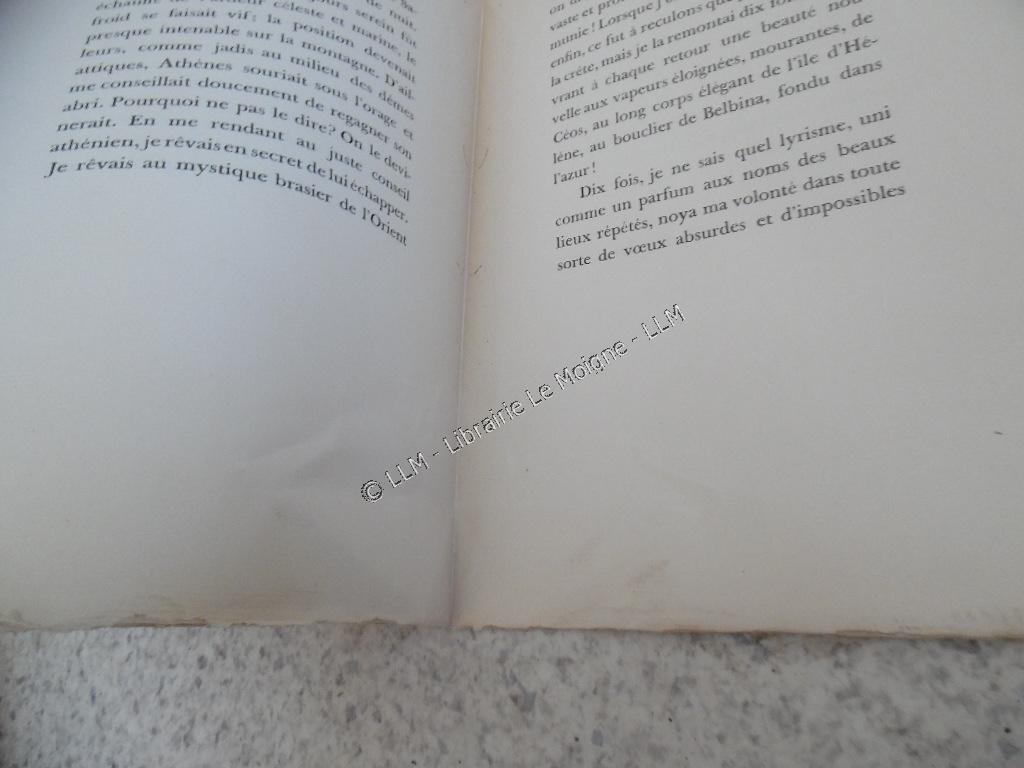 froid se faisait vif; la position devenait
presque intenable sur la montagne. D'ail-
leurs, comme jadis au milieu des dèmes
attiques, Athènes souriait sous l'orage et
me conseillait doucement de regagner son
abri. Pourquoi ne pas le dire? On le devi-
nerait. En me rendant au juste conseil
athénien, je rêvais en secret de lui échapper.
Je rêvais au mystique brasier de l'Orient
vaste et
munie! Lorsque
enfin, ce fut à reculons
la crête, mais je la remontai dix
vrant à chaque retour une beauté nou-
velle aux vapeurs éloignées, mourantes, de
Céos, au long corps élégant de l'île d'Hé-
lène, au bouclier de Belbina, fondu dans
l'azur!
Dix fois, je ne sais quel lyrisme, uni
comme un parfum aux noms des beaux
lieux répétés, noya ma volonté dans toute
sorte de vœux absurdes et d'impossibles
© LLM - Librairie Le Moigne - LLM